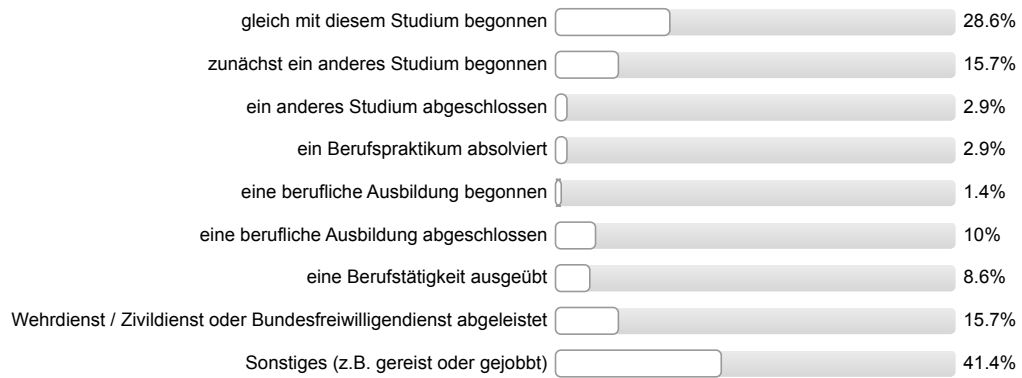 gleich mit diesem Studium begonnen 28.6%
zunächst ein anderes Studium begonnen 15.7%
ein anderes Studium abgeschlossen 2.9%
ein Berufspraktikum absolviert 2.9%
eine berufliche Ausbildung begonnen 1.4%
eine berufliche Ausbildung abgeschlossen 10%
eine Berufstätigkeit ausgeübt 8.6%
Wehrdienst / Zivildienst oder Bundesfreiwilligendienst abgeleistet 15.7%
Sonstiges (z.B. gereist oder gejobbt) 41.4%